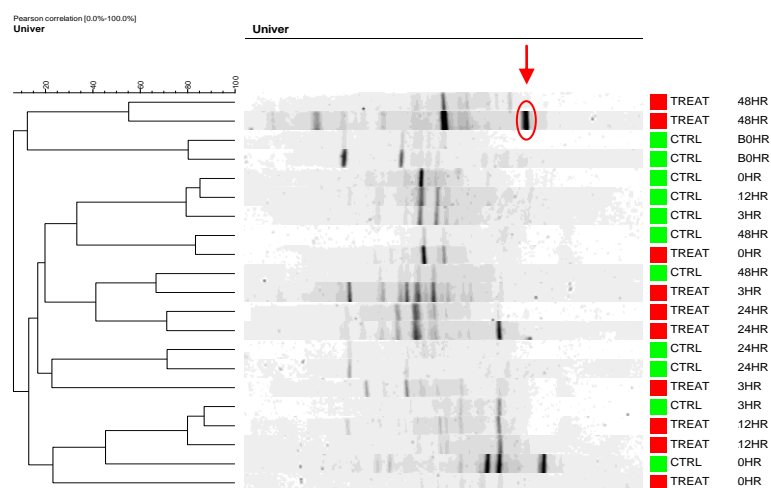 Pearson correlation [0.0%-100.0%]
Univer Univer
20 40 60 80 100
TREAT 48HR
TREAT 48HR
CTRL B0HR
CTRL B0HR
CTRL 0HR
CTRL 12HR
CTRL 3HR
CTRL 48HR
TREAT 0HR
CTRL 48HR
TREAT 3HR
TREAT 24HR
TREAT 24HR
CTRL 24HR
CTRL 24HR
TREAT 3HR
CTRL 3HR
TREAT 12HR
TREAT 12HR
CTRL 0HR
TREAT 0HR